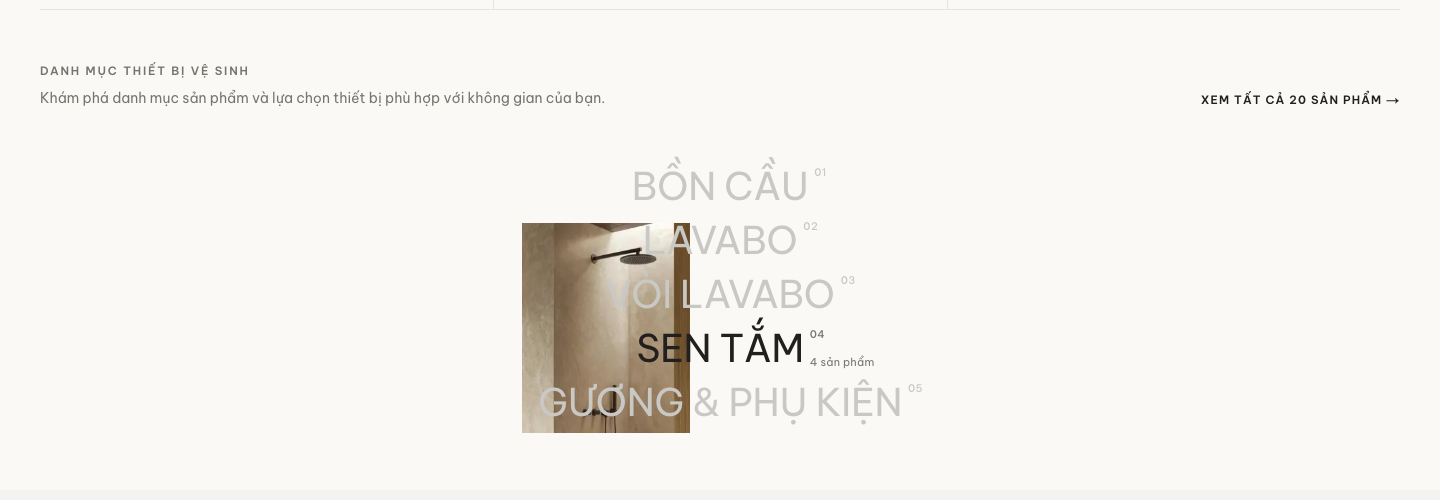 DANH MỤC THIẾT BỊ VỆ SINH
Khám phá danh mục sản phẩm và lựa chọn thiết bị phù hợp với không gian của bạn.
XEM TẤT CẢ 20 SẢN PHẨM →
BỒN CẦU 01
LAVABO 02
VÒI LAVABO 03
SEN TẮM 04
4 sản phẩm
GƯƠNG & PHỤ KIỆN 05